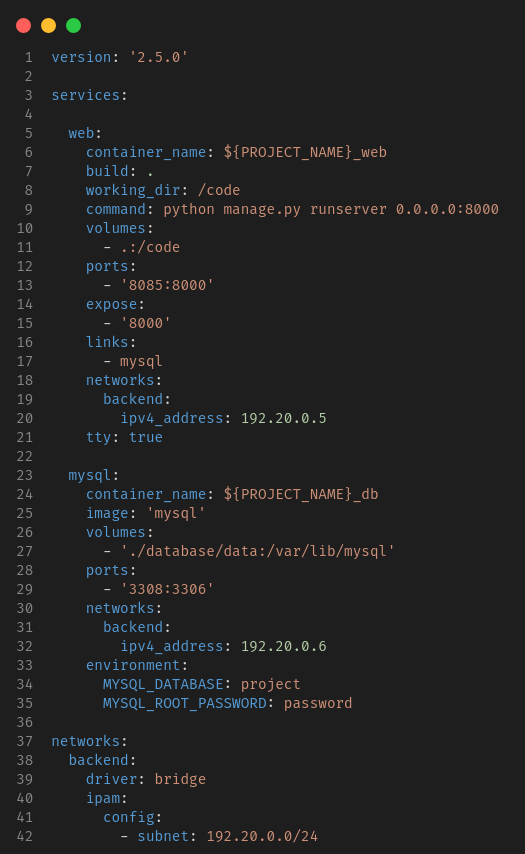 1 version: '2.5.0'
2
3 services:
4
5   web:
6     container_name: ${PROJECT_NAME}_web
7     build: .
8     working_dir: /code
9     command: python manage.py runserver 0.0.0.0:8000
10     volumes:
11       - .:/code
12     ports:
13       - '8085:8000'
14     expose:
15       - '8000'
16     links:
17       - mysql
18     networks:
19       backend:
20         ipv4_address: 192.20.0.5
21     tty: true
22
23   mysql:
24     container_name: ${PROJECT_NAME}_db
25     image: 'mysql'
26     volumes:
27       - './database/data:/var/lib/mysql'
28     ports:
29       - '3308:3306'
30     networks:
31       backend:
32         ipv4_address: 192.20.0.6
33     environment:
34       MYSQL_DATABASE: project
35       MYSQL_ROOT_PASSWORD: password
36
37 networks:
38   backend:
39     driver: bridge
40     ipam:
41       config:
42         - subnet: 192.20.0.0/24